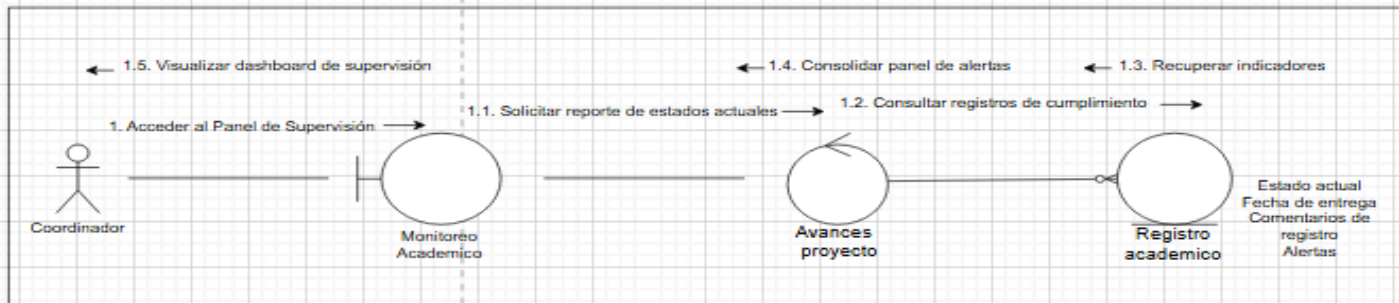 1.5. Visualizar dashboard de supervisión
1.4. Consolidar panel de alertas
1.3. Recuperar indicadores
1.2. Consultar registros de cumplimiento
1.1. Solicitar reporte de estados actuales
1. Acceder al Panel de Supervisión
Coordinador
Monitoreo
Academico
Avances
proyecto
Registro
academico
Estado actual
Fecha de entrega
Comentarios de
registro
Alertas